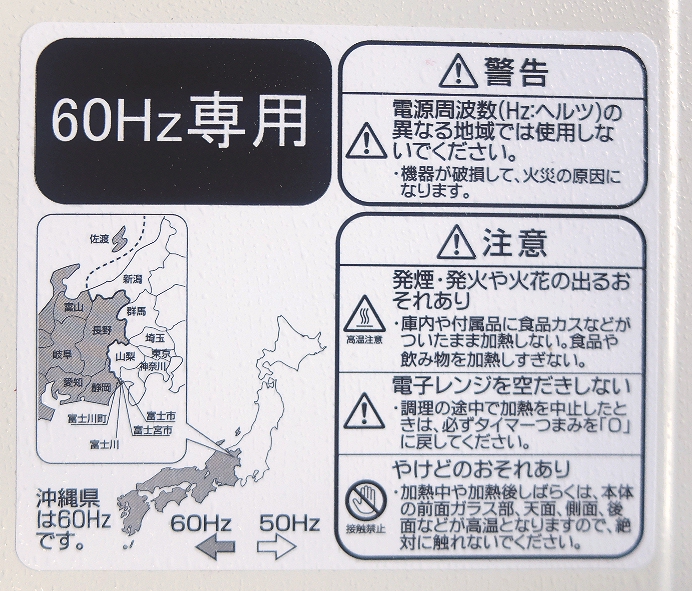 60Hz専用
警告
電源周波数(Hz:ヘルツ)の
異なる地域では使用しな
いでください。
・機器が破損して、火災の原因に
なります。
佐渡
新潟
富山
群馬
長野
埼玉
岐阜
山梨
東京
神奈川
愛知
静岡
富士川町
富士市
富士宮市
富士川
沖縄県
は60Hz
です。
60Hz
50Hz
注意
発煙・発火や火花の出るお
それあり
高温注意
・庫内や付属品に食品カスなどが
ついたまま加熱しない。食品や
飲み物を加熱しすぎない。
電子レンジを空だきしない
・調理の途中で加熱を中止したと
きは、必ずタイマーつまみを「0」
に戻してください。
やけどのおそれあり
接触禁止
・加熱中や加熱後しばらくは、本体
の前面ガラス部、天面、側面、後
面などが高温となりますので、絶
対に触れないでください。